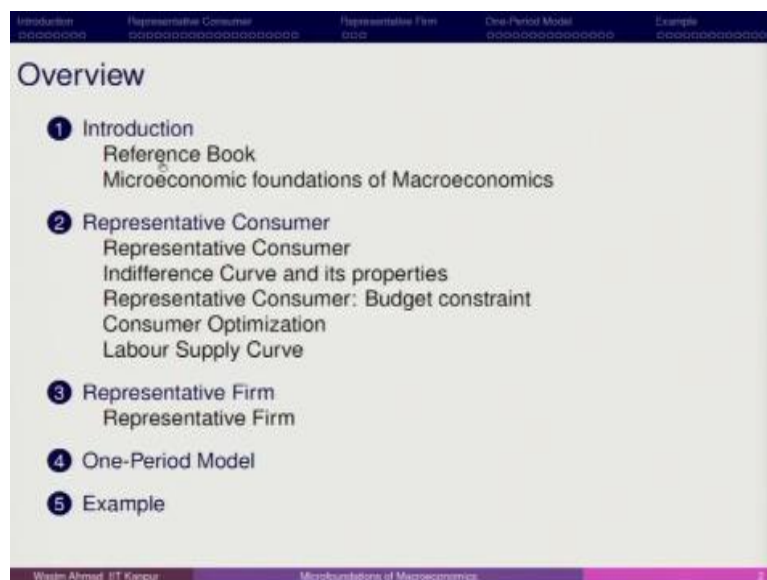 Introduction
Representative Consumer
Representative Firm
One-Period Model
Example
Overview
1 Introduction
Reference Book
Microeconomic foundations of Macroeconomics
2 Representative Consumer
Representative Consumer
Indifference Curve and its properties
Representative Consumer: Budget constraint
Consumer Optimization
Labour Supply Curve
3 Representative Firm
Representative Firm
4 One-Period Model
5 Example
Wasim Ahmad IIT Kanpur
Microfoundations of Macroeconomics